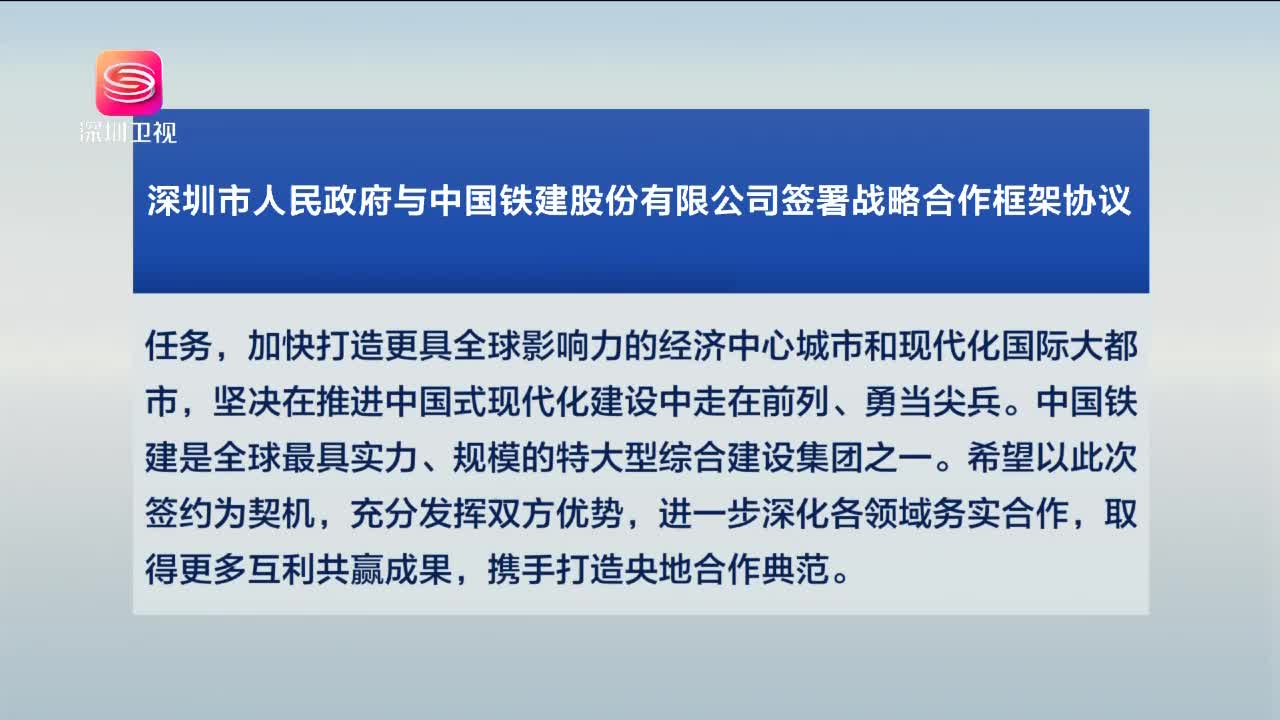 深圳卫视
深圳市人民政府与中国铁建股份有限公司签署战略合作框架协议
任务，加快打造更具全球影响力的经济中心城市和现代化国际大都
市，坚决在推进中国式现代化建设中走在前列、勇当尖兵。中国铁
建是全球最具实力、规模的特大型综合建设集团之一。希望以此次
签约为契机，充分发挥双方优势，进一步深化各领域务实合作，取
得更多互利共赢成果，携手打造央地合作典范。